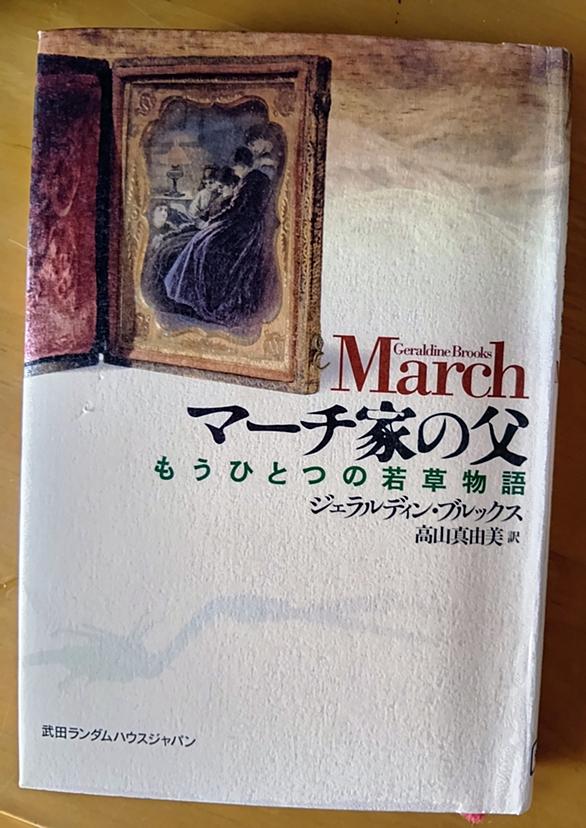 Geraldine Brooks
March
マーチ家の父
もうひとつの若草物語
ジェラルディン・ブルックス
高山真由美 訳
武田ランダムハウスジャパン